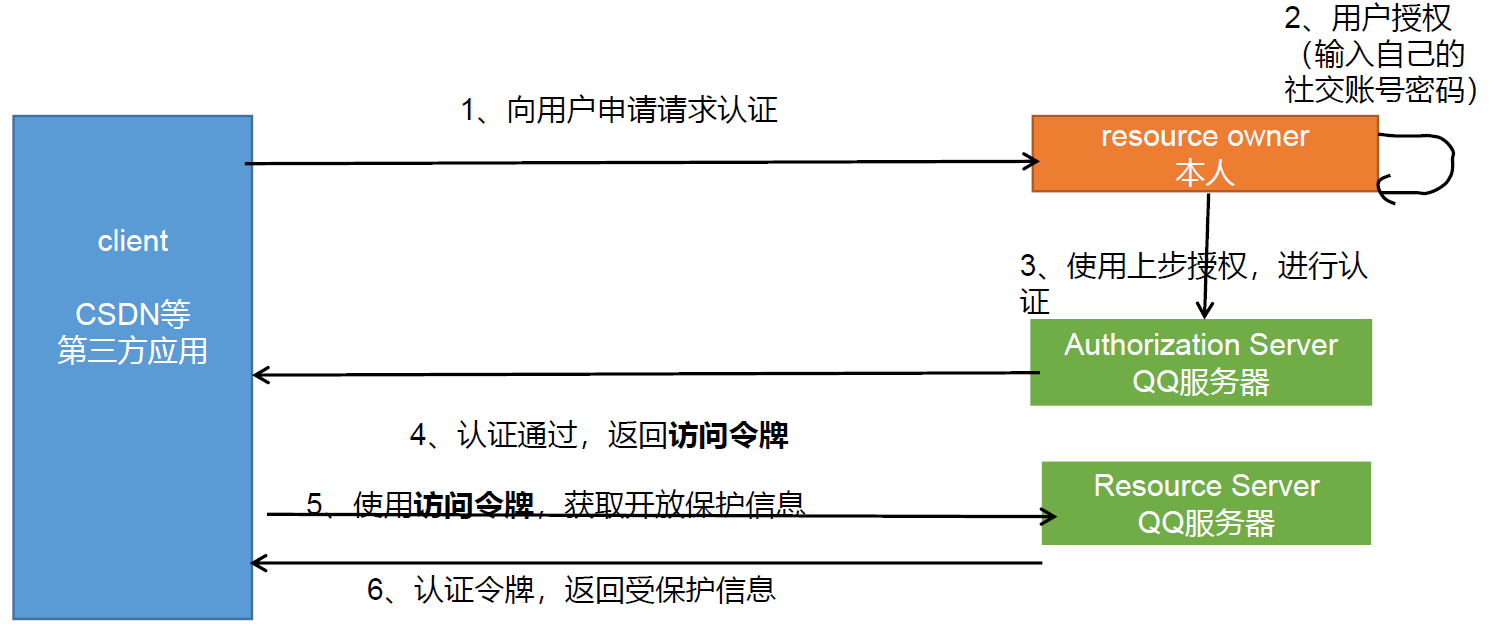 2、用户授权
（输入自己的
社交账号密码）
1、向用户申请请求认证
resource owner
本人
client
CSDN等
第三方应用
3、使用上步授权，进行认
证
Authorization Server
QQ服务器
4、认证通过，返回访问令牌
5、使用访问令牌，获取开放保护信息
Resource Server
QQ服务器
6、认证令牌，返回受保护信息